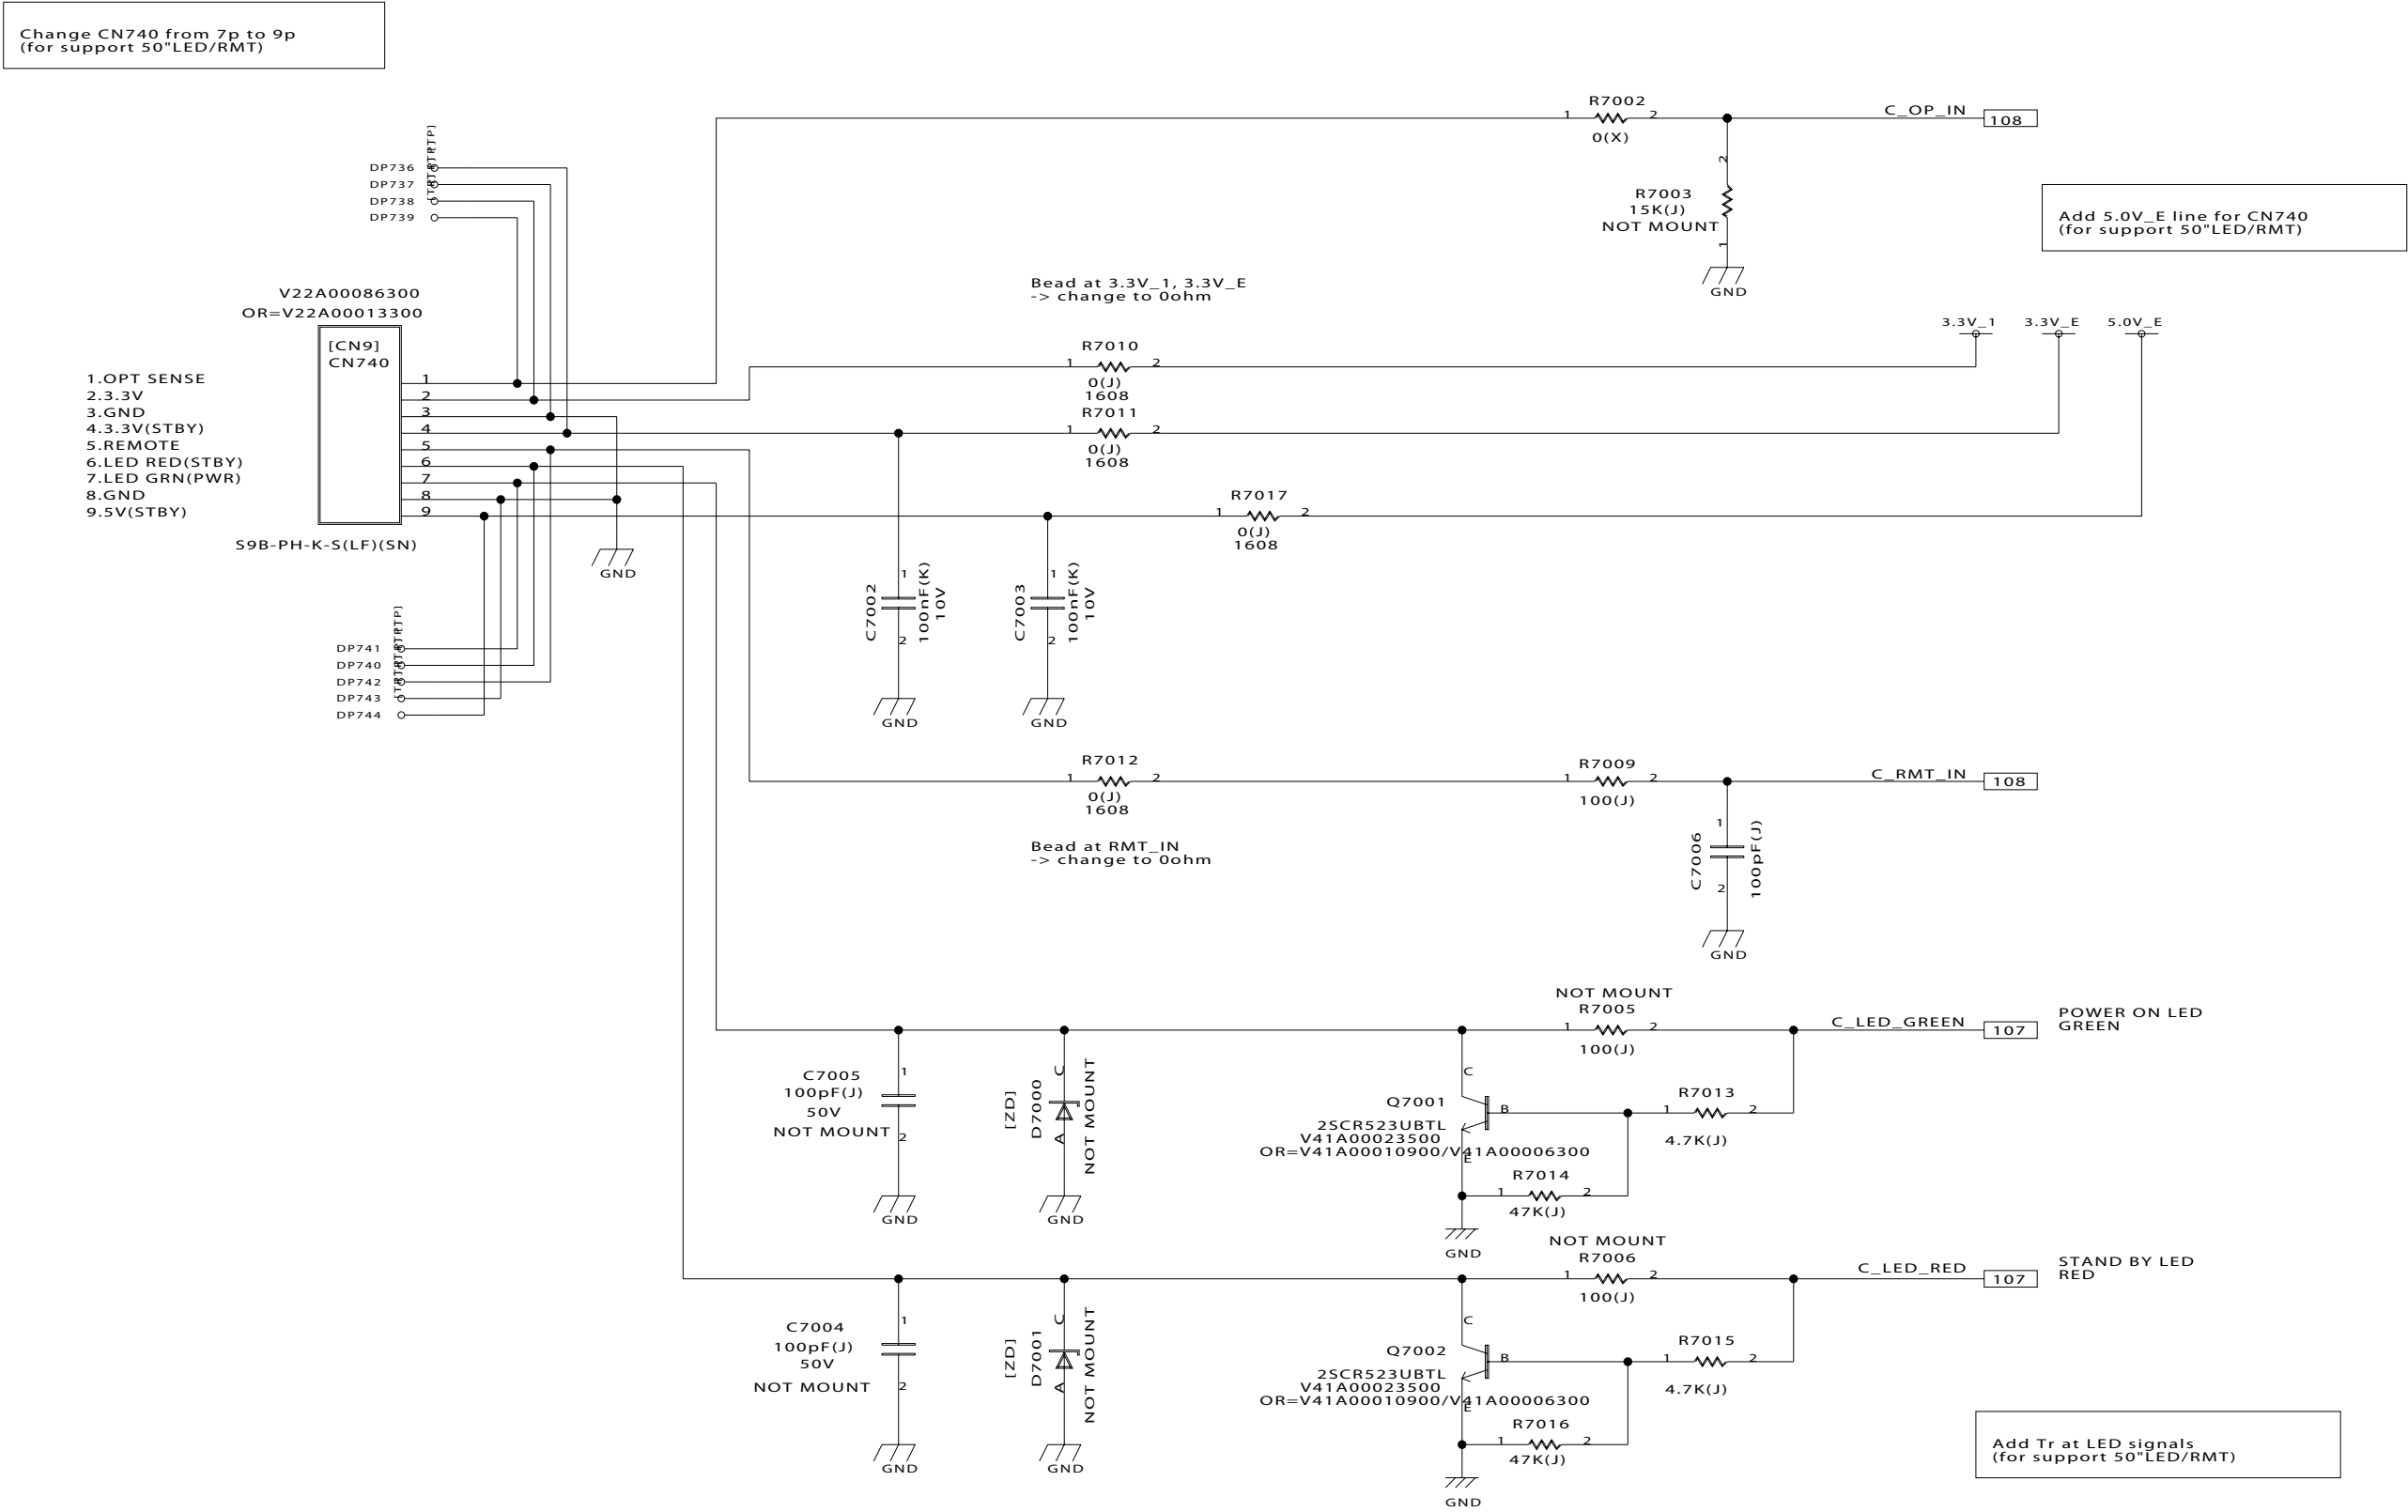 Change CN740 from 7p to 9p
(for support 50"LED/RMT)
R7002
1 2
0(X)
C_OP_IN
108
2
R7003
15K(J)
NOT MOUNT
1
GND
Add 5.0V_E line for CN740
(for support 50"LED/RMT)
DP736
DP737
DP738
DP739
V22A00086300
OR=V22A00013300
[CN9]
CN740
1.OPT SENSE
2.3.3V
3.GND
4.3.3V(STBY)
5.REMOTE
6.LED RED(STBY)
7.LED GRN(PWR)
8.GND
9.5V(STBY)
1
2
3
4
5
6
7
8
9
S9B-PH-K-S(LF)(SN)
GND
Bead at 3.3V_1, 3.3V_E
-> change to 0ohm
3.3V_1 3.3V_E 5.0V_E
R7010
1 2
0(J)
1608
R7011
1 2
0(J)
1608
R7017
1 2
0(J)
1608
C7002
1
2
100nF(K)
10V
GND
C7003
1
2
100nF(K)
10V
GND
DP741
DP740
DP742
DP743
DP744
R7012
1 2
0(J)
1608
Bead at RMT_IN
-> change to 0ohm
R7009
1 2
100(J)
C_RMT_IN
108
C7006
1
2
100pF(J)
GND
NOT MOUNT
R7005
1 2
100(J)
C_LED_GREEN
107
POWER ON LED
GREEN
C7005
100pF(J)
50V
NOT MOUNT
1
2
GND
[ZD]
D7000
C
A
NOT MOUNT
GND
C
B
E
Q7001
2SCR523UBTL
V41A00023500
OR=V41A00010900/V41A00006300
R7013
1 2
4.7K(J)
R7014
1 2
47K(J)
GND
NOT MOUNT
R7006
1 2
100(J)
C_LED_RED
107
STAND BY LED
RED
C7004
100pF(J)
50V
NOT MOUNT
1
2
GND
[ZD]
D7001
C
A
NOT MOUNT
GND
C
B
E
Q7002
2SCR523UBTL
V41A00023500
OR=V41A00010900/V41A00006300
R7015
1 2
4.7K(J)
R7016
1 2
47K(J)
GND
Add Tr at LED signals
(for support 50"LED/RMT)